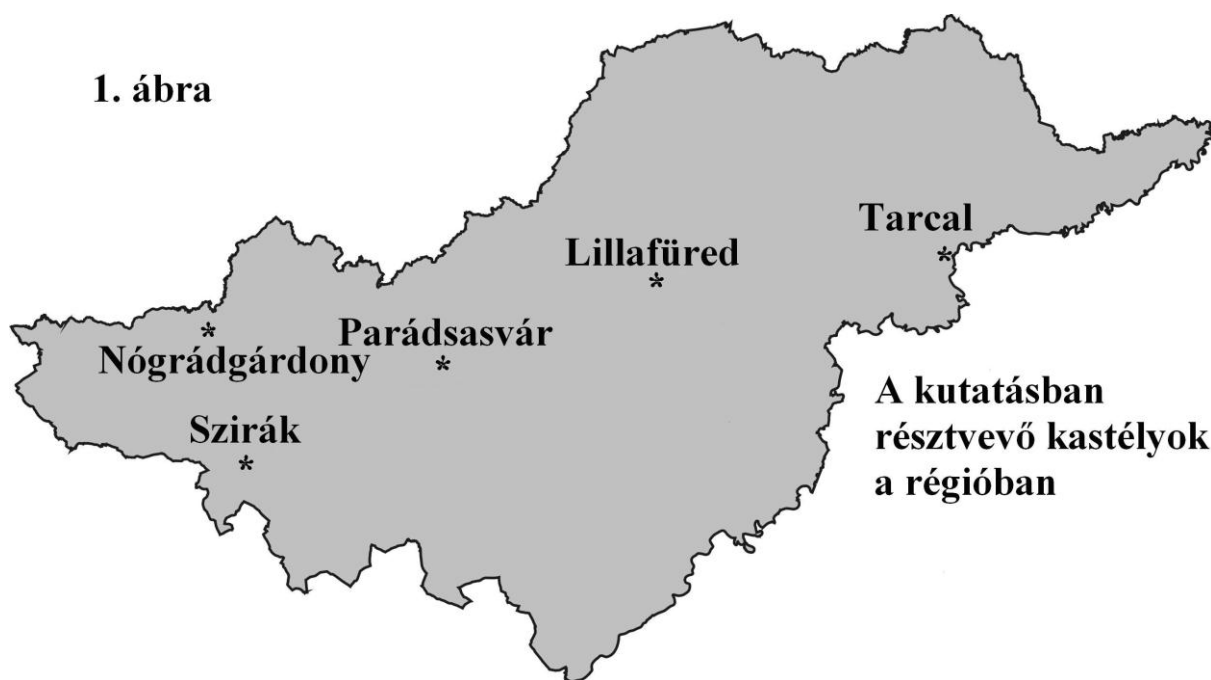 1. ábra
Tarcal
*
Lillafüred
*
*
Nógrádgárdony
Parádsasvár
*
Szirák
*
A kutatásban
résztvevő kastélyok
a régióban